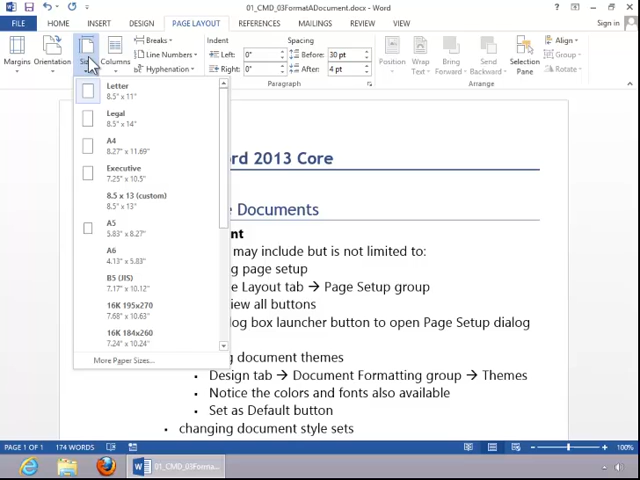 01_CMD_03FormatADocument.docx - Word
FILE HOME INSERT DESIGN PAGE LAYOUT REFERENCES MAILINGS REVIEW VIEW Sign in
Margins Orientation Size Columns
Breaks
Line Numbers
Hyphenation
Indent
Left: 0"
Right: 0"
Spacing
Before: 30 pt
After: 4 pt
Position
Wrap Text
Bring Forward
Send Backward
Selection Pane
Align
Group
Arrange
Letter
8.5" x 11"
Legal
8.5" x 14"
A4
8.27" x 11.69"
Executive
7.25" x 10.5"
8.5 x 13 (custom)
8.5" x 13"
A5
5.83" x 8.27"
A6
4.13" x 5.83"
B5 (JIS)
7.17" x 10.12"
16K 195x270
7.68" x 10.63"
16K 184x260
7.24" x 10.24"
More Paper Sizes...
rd 2013 Core
e Documents
nt
may include but is not limited to:
g page setup
e Layout tab → Page Setup group
iew all buttons
log box launcher button to open Page Setup dialog
g document themes
▪ Design tab → Document Formatting group → Themes
▪ Notice the colors and fonts also available
▪ Set as Default button
• changing document style sets
PAGE 1 OF 1 174 WORDS 100%
01_CMD_03Forma...